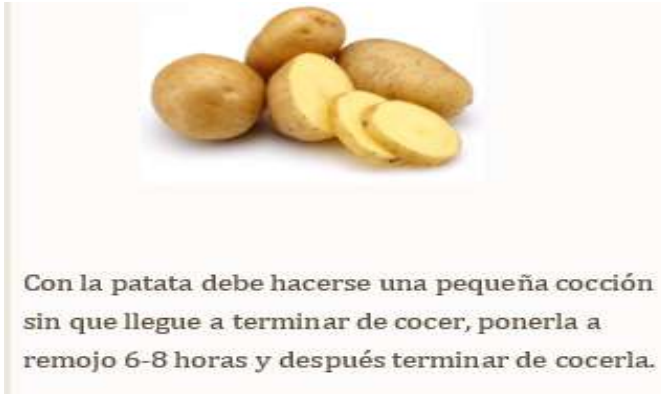 Con la patata debe hacerse una pequeña cocción
sin que llegue a terminar de cocer, ponerla a
remojo 6-8 horas y después terminar de cocerla.